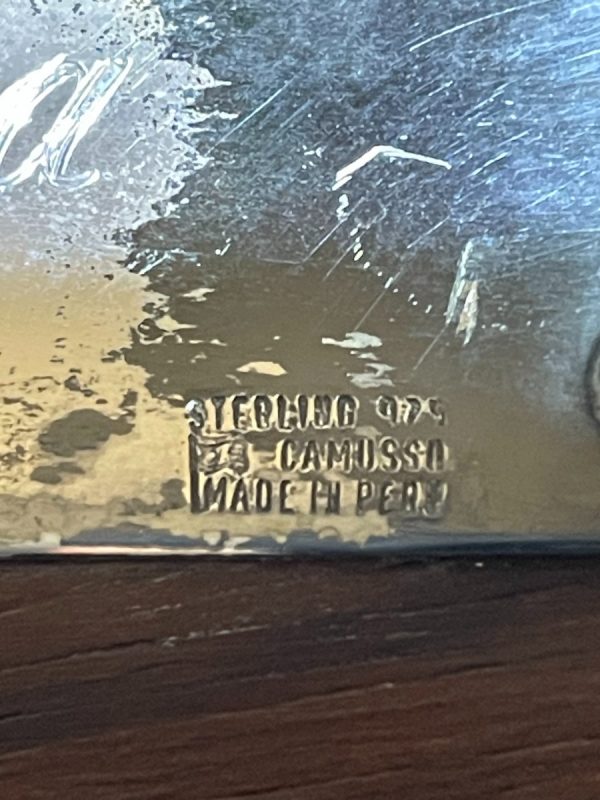 a
STERLING 925
CAMUSSO
MADE IN PERU